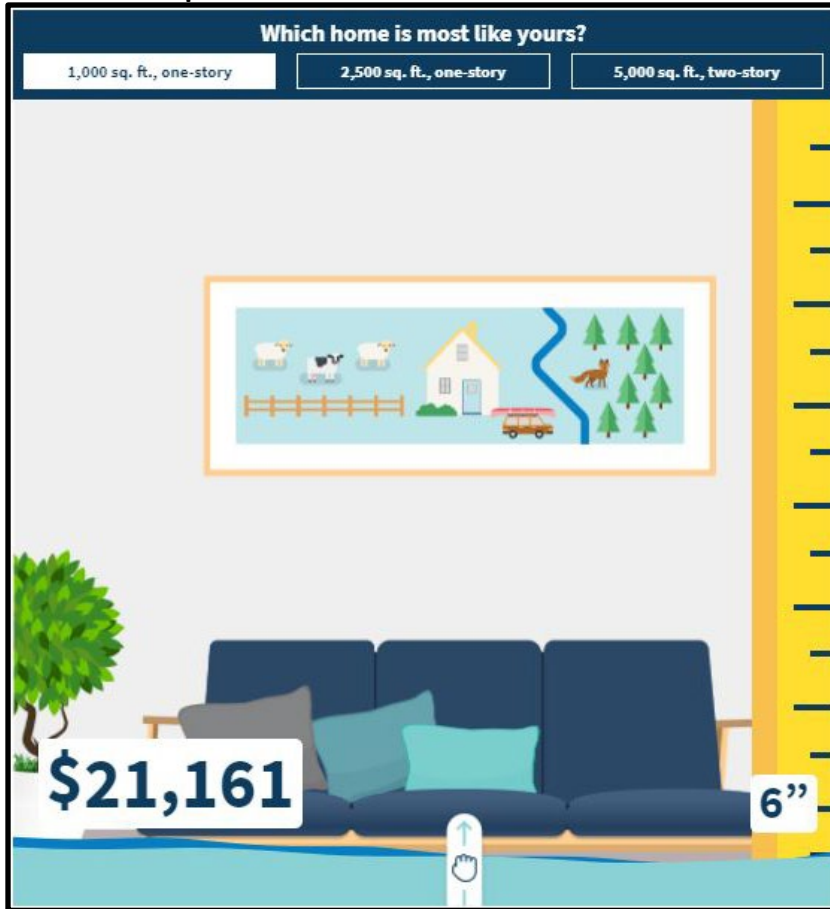 Which home is most like yours?
1,000 sq. ft., one-story
2,500 sq. ft., one-story
5,000 sq. ft., two-story
$21,161
6”